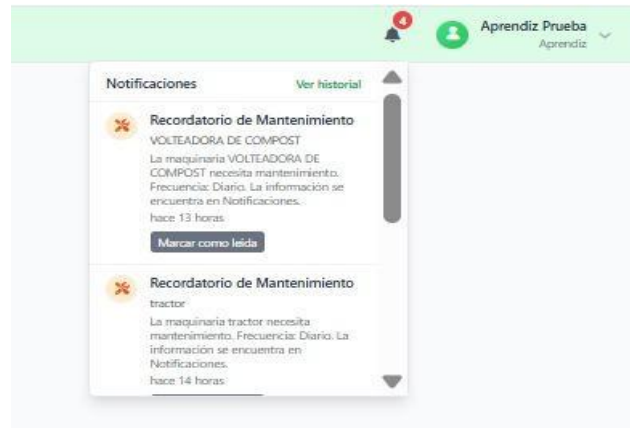 4
Aprendiz Prueba
Aprendiz
Notificaciones
Ver historial
Recordatorio de Mantenimiento
VOLTEADORA DE COMPOST
La maquinaria VOLTEADORA DE
COMPOST necesita mantenimiento.
Frecuencia: Diario. La información se
encuentra en Notificaciones.
hace 13 horas
Marcar como leída
Recordatorio de Mantenimiento
tractor
La maquinaria tractor necesita
mantenimiento. Frecuencia: Diario. La
información se encuentra en
Notificaciones.
hace 14 horas